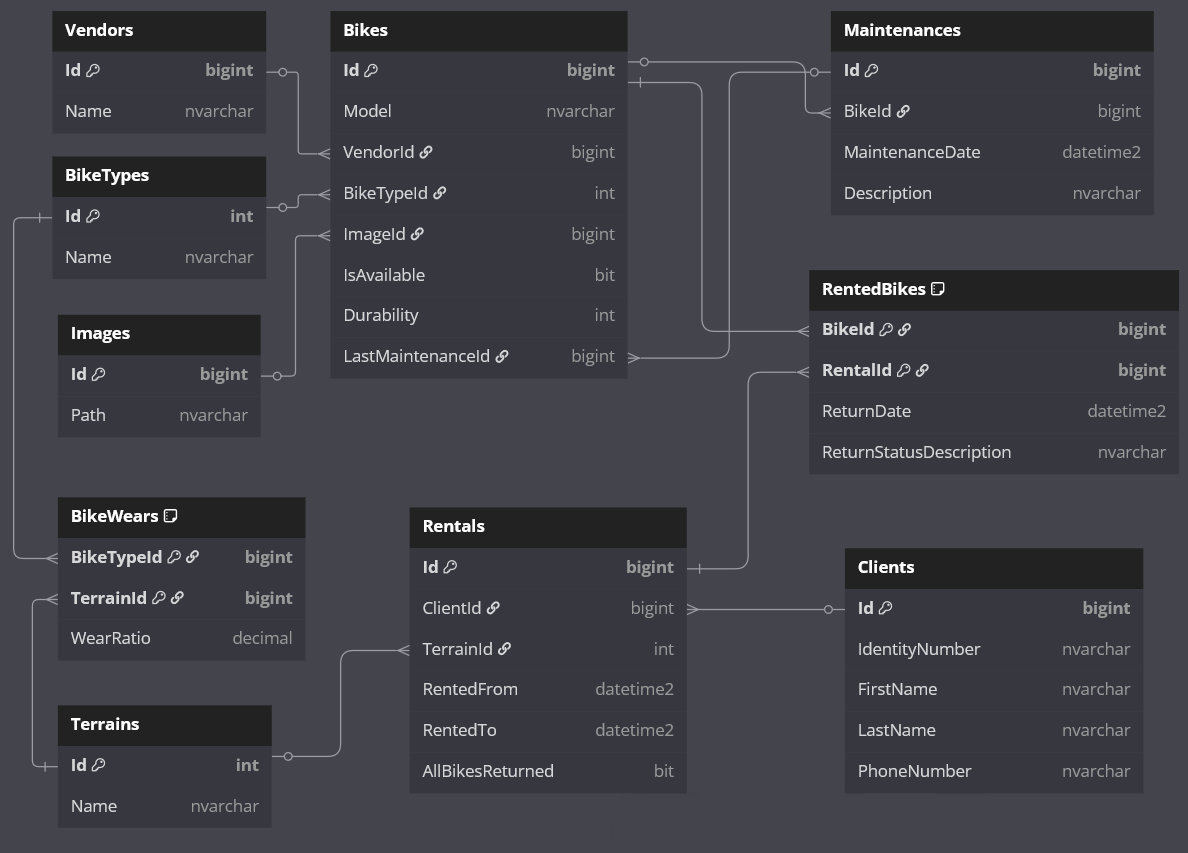 Vendors
Id bigint
Name nvarchar
BikeTypes
Id int
Name nvarchar
Images
Id bigint
Path nvarchar
BikeWears
BikeTypeId bigint
TerrainId bigint
WearRatio decimal
Terrains
Id int
Name nvarchar
Bikes
Id bigint
Model nvarchar
VendorId bigint
BikeTypeId int
ImageId bigint
IsAvailable bit
Durability int
LastMaintenanceId bigint
Rentals
Id bigint
ClientId bigint
TerrainId int
RentedFrom datetime2
RentedTo datetime2
AllBikesReturned bit
Maintenances
Id bigint
BikeId bigint
MaintenanceDate datetime2
Description nvarchar
RentedBikes
BikeId bigint
RentalId bigint
ReturnDate datetime2
ReturnStatusDescription nvarchar
Clients
Id bigint
IdentityNumber nvarchar
FirstName nvarchar
LastName nvarchar
PhoneNumber nvarchar